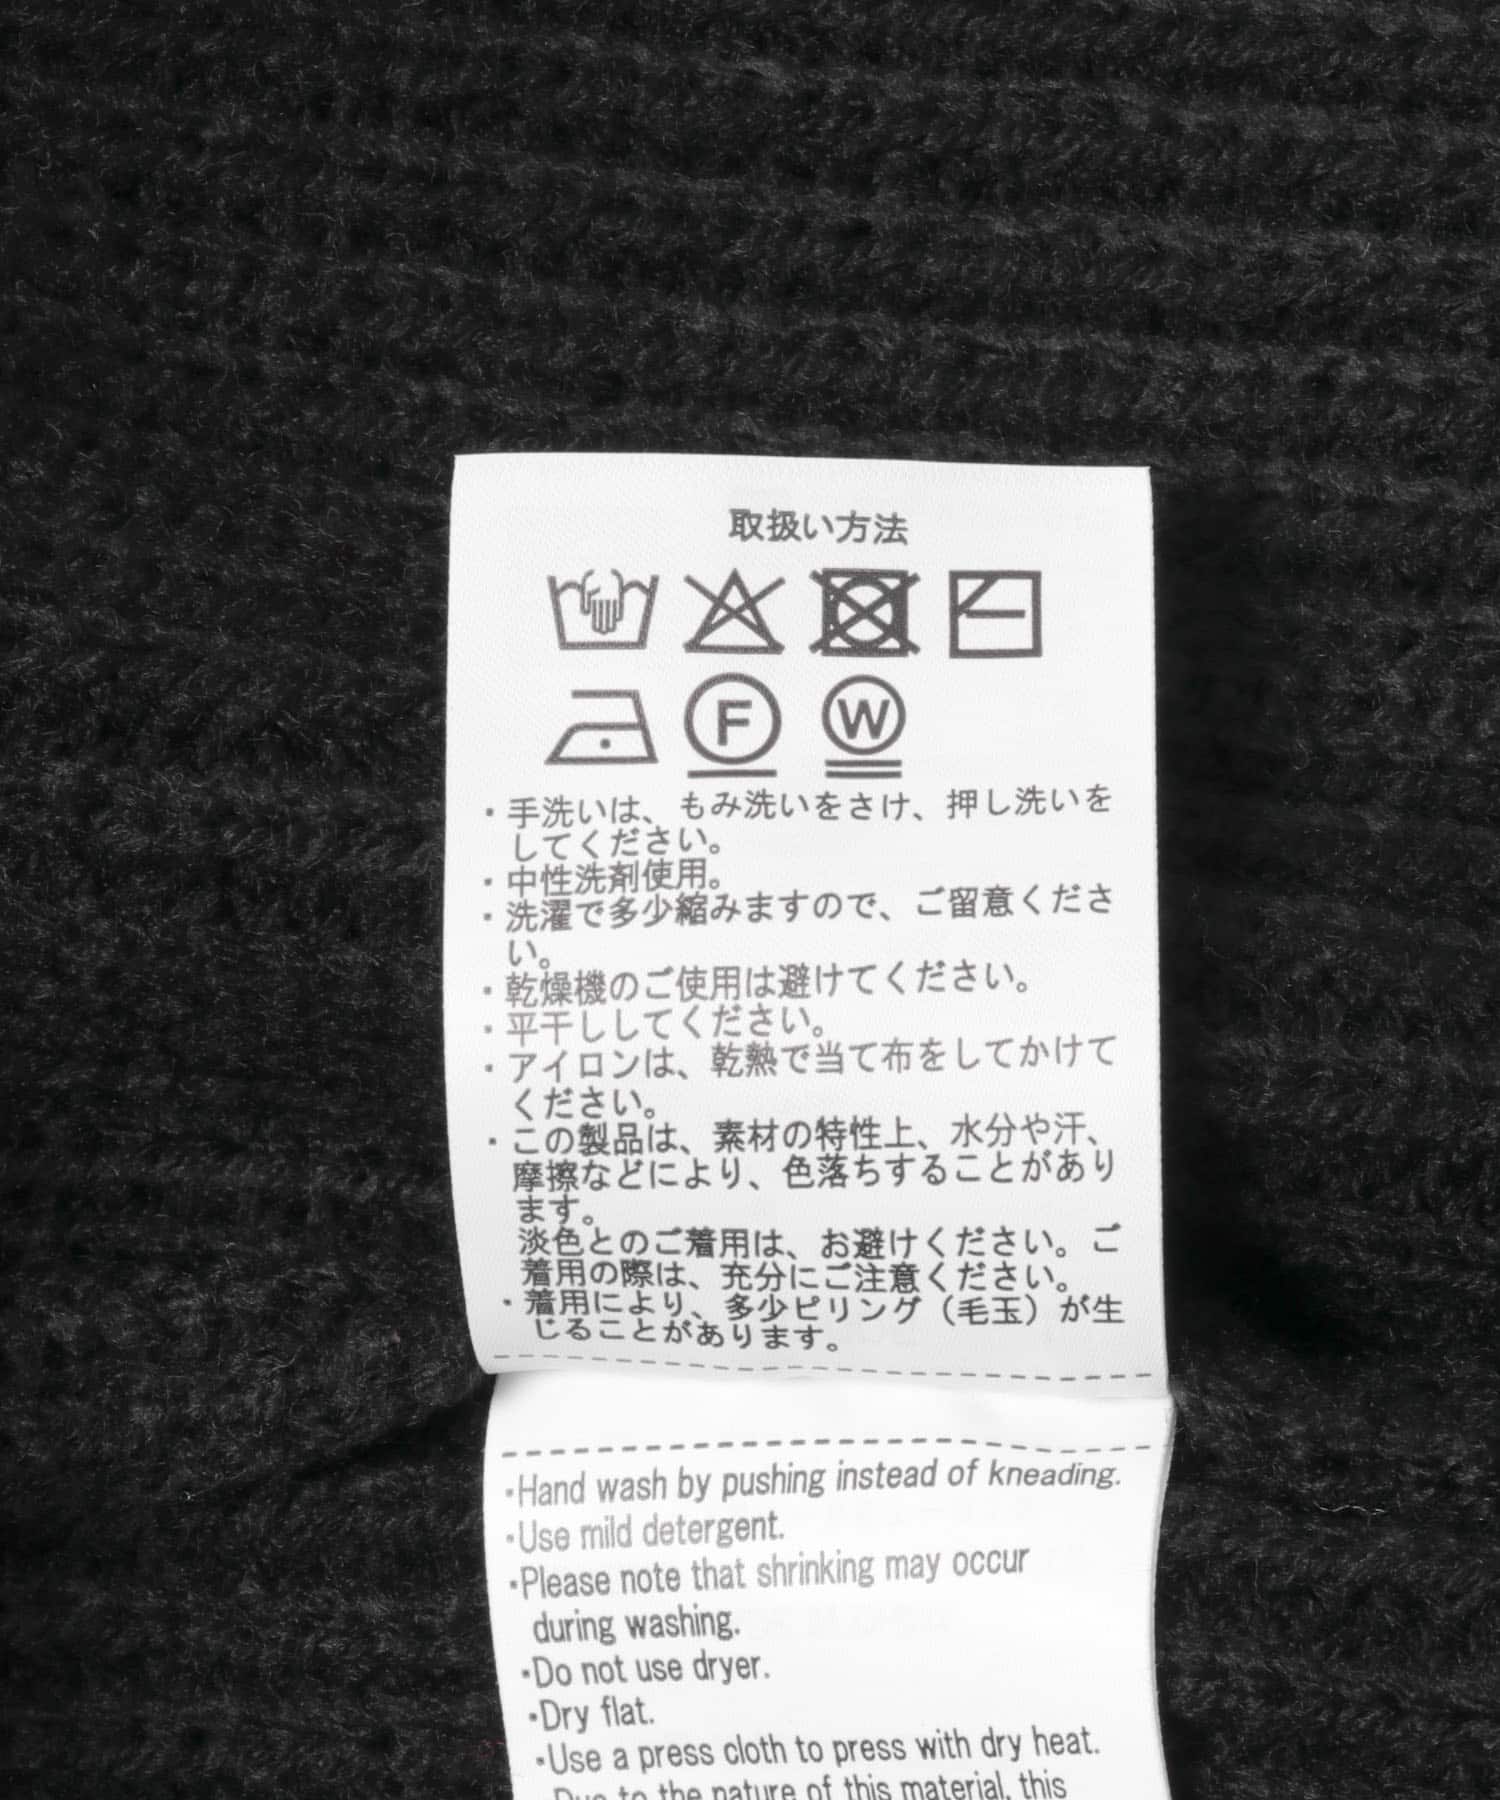 取扱い方法
F W
・手洗いは、もみ洗いをさけ、押し洗いを
してください。
・中性洗剤使用。
・洗濯で多少縮みますので、ご留意くださ
い。
・乾燥機のご使用は避けてください。
・平干ししてください。
・アイロンは、乾熱で当て布をしてかけて
ください。
・この製品は、素材の特性上、水分や汗、
摩擦などにより、色落ちすることがあり
ます。
淡色とのご着用は、お避けください。ご
着用の際は、充分にご注意ください。
・着用により、多少ピリング（毛玉）が生
じることがあります。
・Hand wash by pushing instead of kneading.
・Use mild detergent.
・Please note that shrinking may occur
during washing.
・Do not use dryer.
・Dry flat.
・Use a press cloth to press with dry heat.
・Due to the nature of this material, this